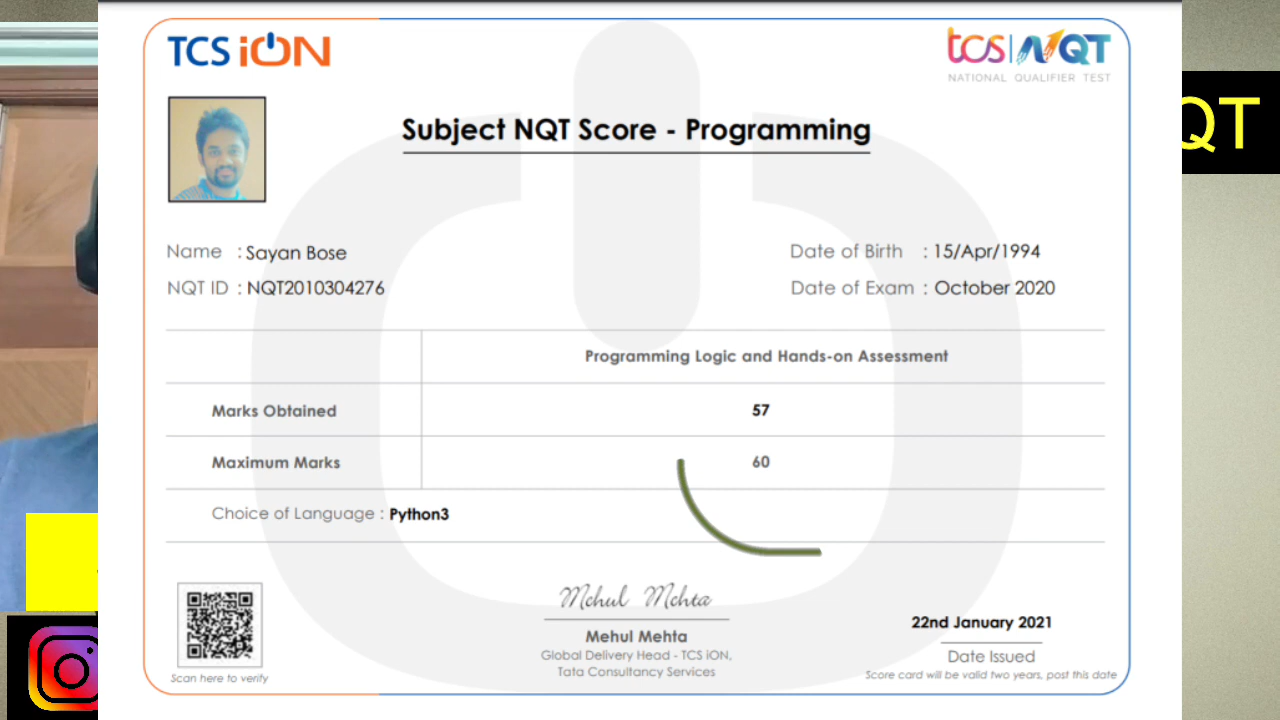 TCS iON
tcs|NQT
NATIONAL QUALIFIER TEST
QT
Subject NQT Score - Programming
Name : Sayan Bose
Date of Birth : 15/Apr/1994
NQT ID : NQT2010304276
Date of Exam : October 2020
Programming Logic and Hands-on Assessment
Marks Obtained 57
Maximum Marks 60
Choice of Language : Python3
Mehul Mehta
Mehul Mehta
Global Delivery Head - TCS iON,
Tata Consultancy Services
22nd January 2021
Date Issued
Score card will be valid two years, post this date
Scan here to verify